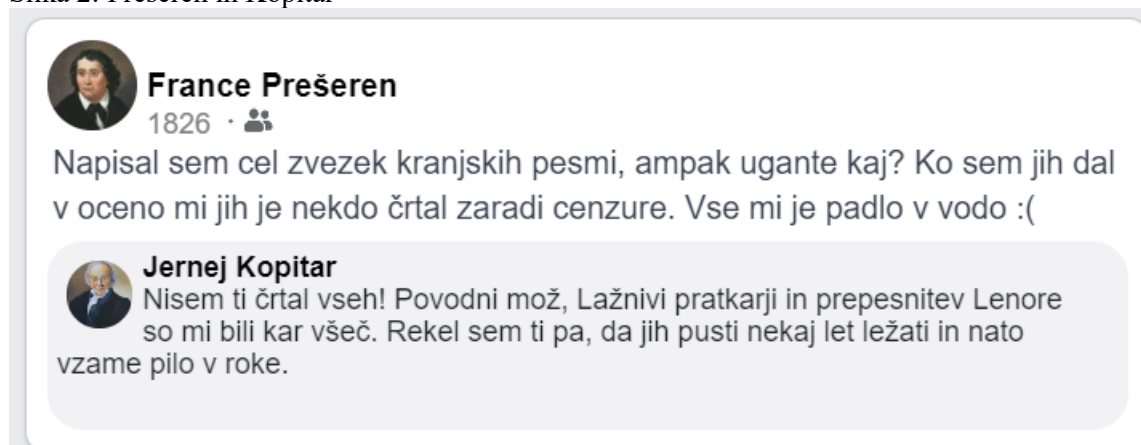 Slika 2: Prešeren in Kopitar
France Prešeren
1826 ·
Napisal sem cel zvezek kranjskih pesmi, ampak ugante kaj? Ko sem jih dal
v oceno mi jih je nekdo črtal zaradi cenzure. Vse mi je padlo v vodo :(
Jernej Kopitar
Nisem ti črtal vseh! Povodni mož, Lažnivi pratkarji in prepesnitev Lenore
so mi bili kar všeč. Rekel sem ti pa, da jih pusti nekaj let ležati in nato
vzame pilo v roke.